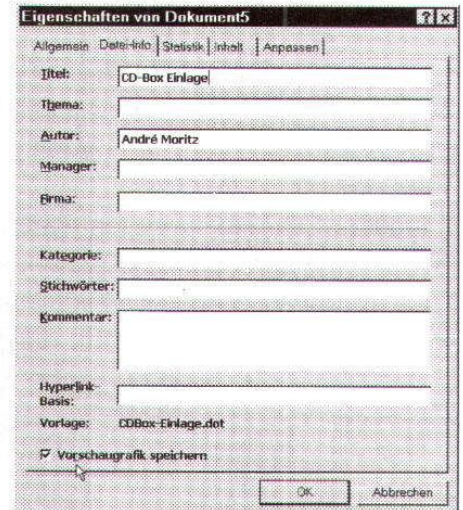 Eigenschaften von Dokument5
Allgemein Datei-Info Statistik Inhalt Anpassen
Titel: CD-Box Einlage
Thema:
Autor: André Moritz
Manager:
Firma:
Kategorie:
Stichwörter:
Kommentar:
Hyperlink-
Basis:
Vorlage: CDBox-Einlage.dot
Vorschaugrafik speichern
OK Abbrechen